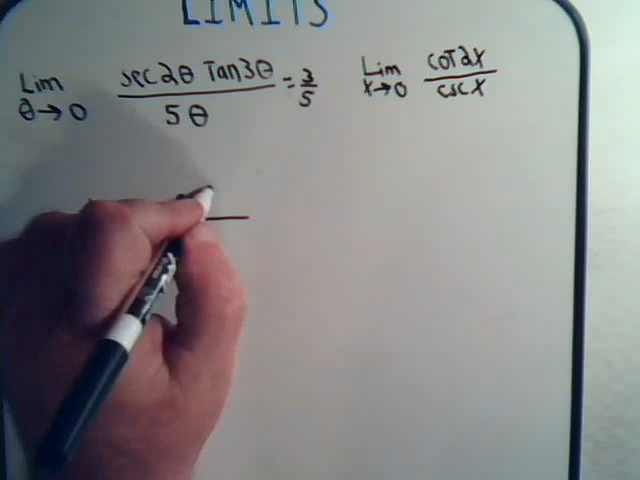 LIMITS
Lim θ→0 sec2θ Tan3θ / 5θ = 3/5
Lim x→0 cot2x / cscx